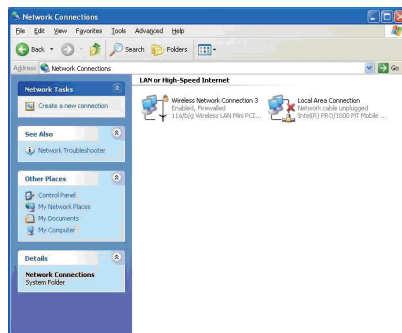 Network Connections
File Edit View Favorites Tools Advanced Help
Back Search Folders
Address Network Connections Go
Network Tasks
Create a new connection
See Also
Network Troubleshooter
Other Places
Control Panel
My Network Places
My Documents
My Computer
Details
Network Connections
System Folder
LAN or High-Speed Internet
Wireless Network Connection 3
Enabled, Firewalled
11a/b/g Wireless LAN Mini PCI...
Local Area Connection
Network cable unplugged
Intel(R) PRO/1000 MT Mobile ...